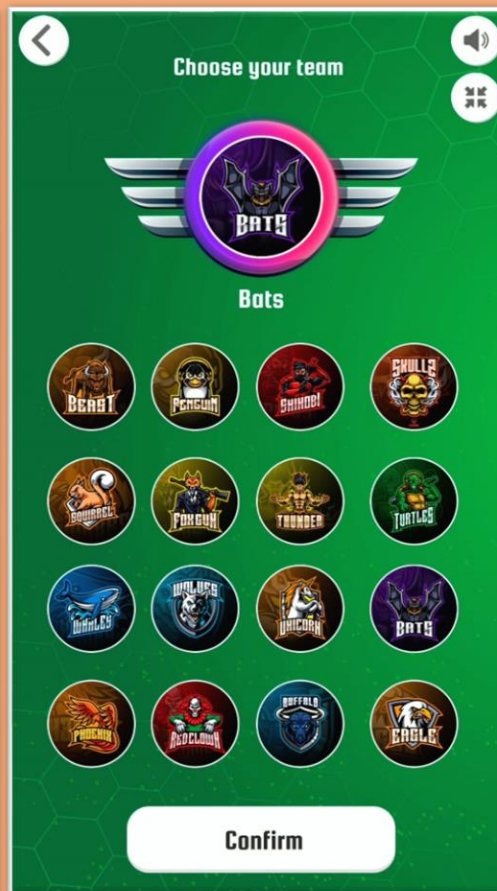 Choose your team
BATS
Bats
BEAST
PENGUIN
SHINOBI
SKULLZ
SQUIRREL
FOXGUN
THUNDER
TURTLES
WHALES
WOLVES
UNICORN
BATS
PHOENIX
REDCLOWN
BUFFALO
EAGLE
Confirm